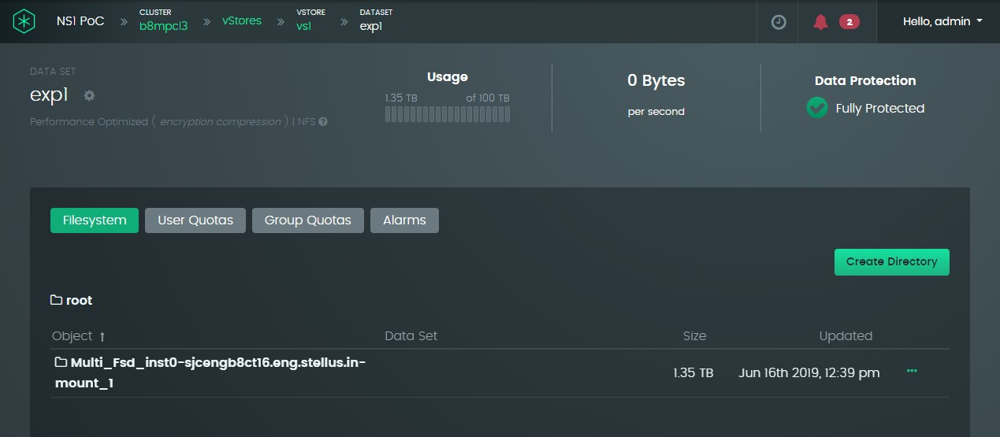 NS1 PoC » CLUSTER » vStores » VSTORE » DATASET
b8mpcl3 vs1 exp1
2
Hello, admin
DATA SET
exp1
Performance Optimized ( encryption compression ) | NFS ?
Usage
1.35 TB of 100 TB
0 Bytes
per second
Data Protection
Fully Protected
Filesystem User Quotas Group Quotas Alarms
Create Directory
root
Object ↑ Data Set Size Updated
Multi_Fsd_inst0-sjcengb8ct16.eng.stellus.in-
mount_1
1.35 TB Jun 16th 2019, 12:39 pm ...